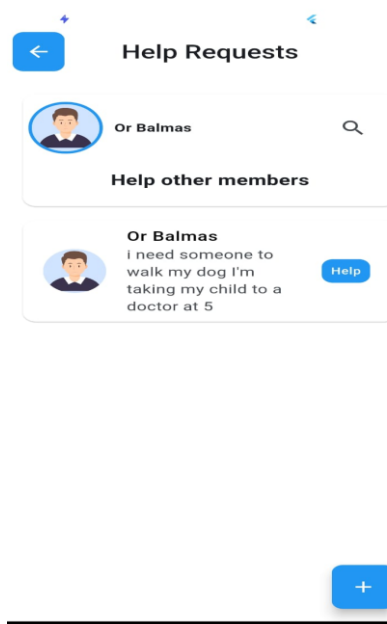 Help Requests
Or Balmas
Help other members
Or Balmas
i need someone to
walk my dog I'm
taking my child to a
doctor at 5
Help